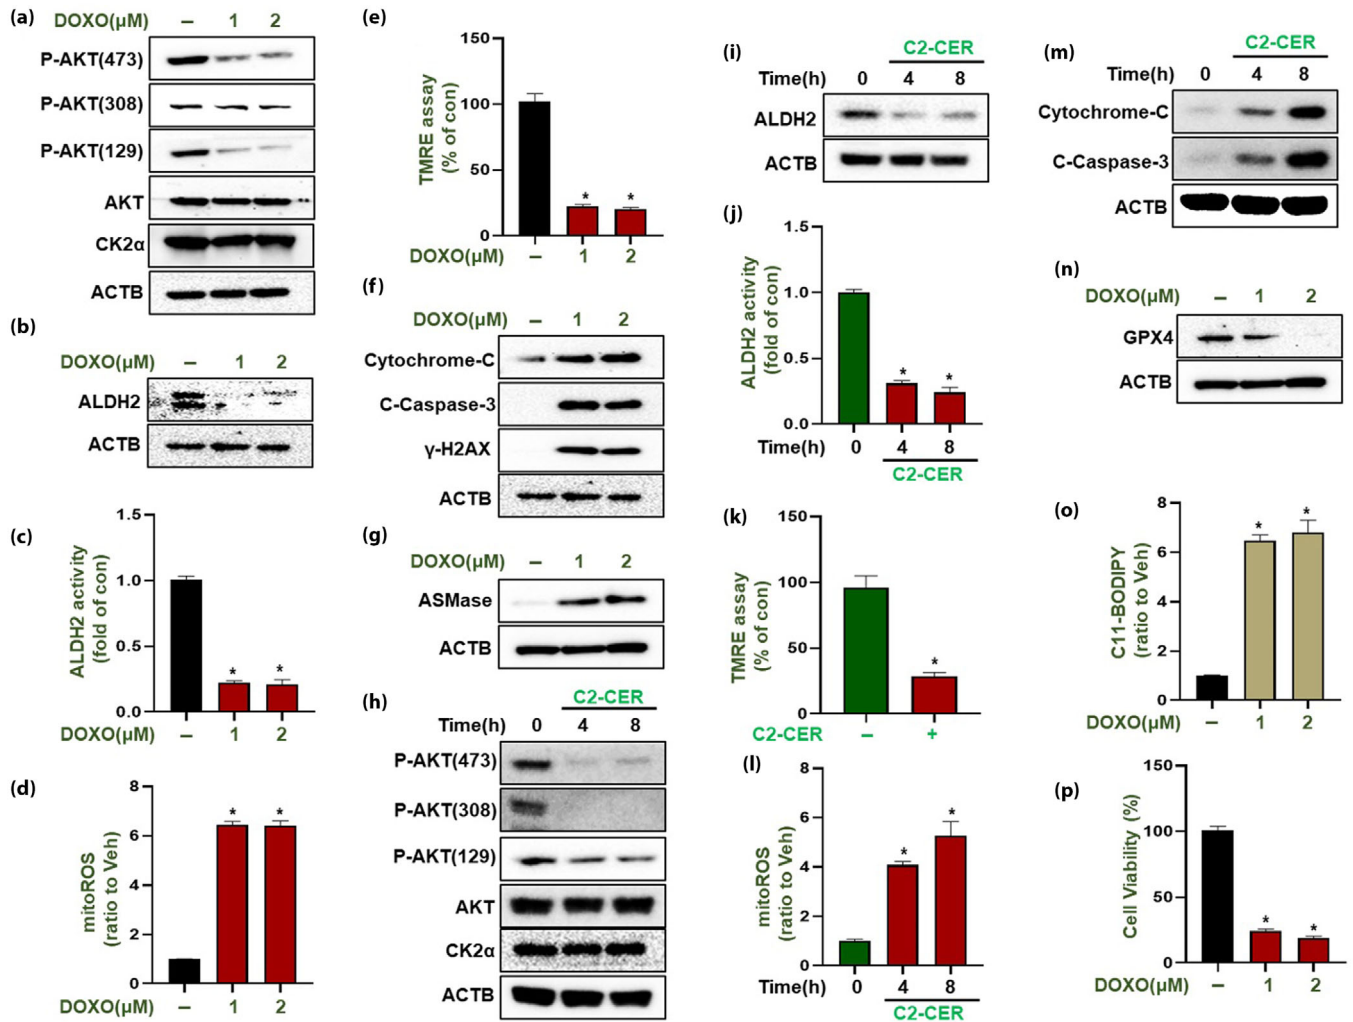 (a)
DOXO(μM) – 1 2
P-AKT(473)
P-AKT(308)
P-AKT(129)
AKT
CK2α
ACTB
(b)
DOXO(μM) – 1 2
ALDH2
ACTB
(c)
ALDH2 activity
(fold of con)
1.5
1.0
0.5
0.0
* *
DOXO(μM) – 1 2
(d)
mitoROS
(ratio to Veh)
8
6
4
2
0
* *
DOXO(μM) – 1 2
(e)
TMRE assay
(% of con)
150
100
50
0
* *
DOXO(μM) – 1 2
(f)
DOXO(μM) – 1 2
Cytochrome-C
C-Caspase-3
γ-H2AX
ACTB
(g)
DOXO(μM) – 1 2
ASMase
ACTB
(h)
C2-CER
Time(h) 0 4 8
P-AKT(473)
P-AKT(308)
P-AKT(129)
AKT
CK2α
ACTB
(i)
C2-CER
Time(h) 0 4 8
ALDH2
ACTB
(j)
ALDH2 activity
(fold of con)
1.5
1.0
0.5
0.0
* *
Time(h) 0 4 8
C2-CER
(k)
TMRE assay
(% of con)
150
100
50
0
*
C2-CER – +
(l)
mitoROS
(ratio to Veh)
8
6
4
2
0
* *
Time(h) 0 4 8
C2-CER
(m)
C2-CER
Time(h) 0 4 8
Cytochrome-C
C-Caspase-3
ACTB
(n)
DOXO(μM) – 1 2
GPX4
ACTB
(o)
C11-BODIPY
(ratio to Veh)
8
6
4
2
0
* *
DOXO(μM) – 1 2
(p)
Cell Viability (%)
150
100
50
0
* *
DOXO(μM) – 1 2